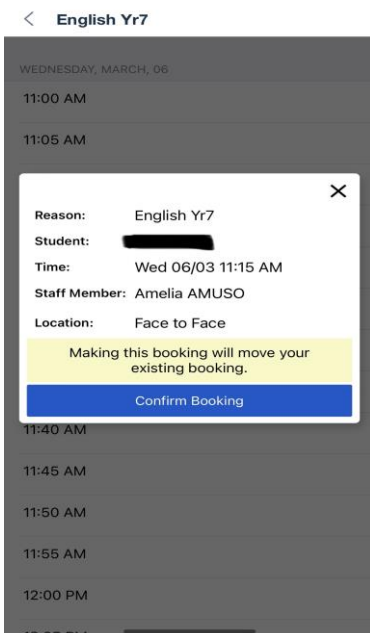 English Yr7
WEDNESDAY, MARCH, 06
11:00 AM
11:05 AM
Reason: English Yr7
Student:
Time: Wed 06/03 11:15 AM
Staff Member: Amelia AMUSO
Location: Face to Face
Making this booking will move your
existing booking.
Confirm Booking
11:40 AM
11:45 AM
11:50 AM
11:55 AM
12:00 PM